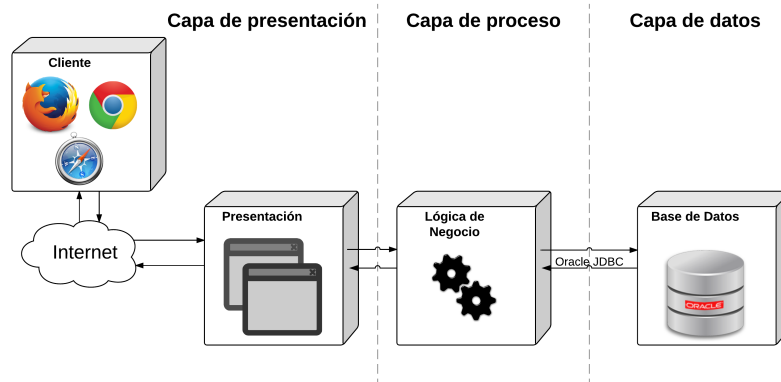 Capa de presentación
Capa de proceso
Capa de datos
Cliente
Internet
Presentación
Lógica de
Negocio
Oracle JDBC
Base de Datos
ORACLE